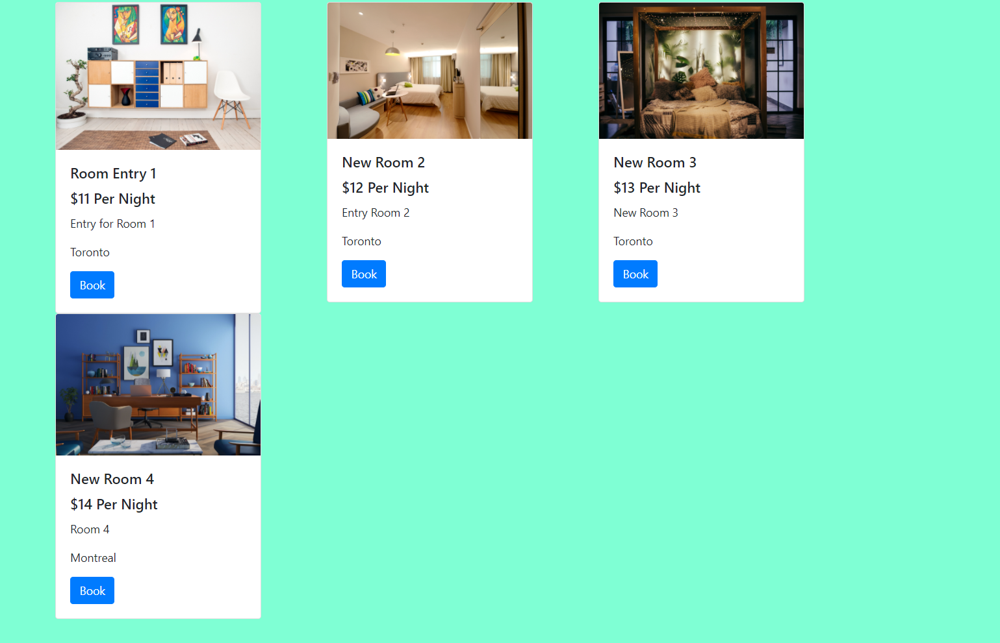 Room Entry 1
$11 Per Night
Entry for Room 1
Toronto
Book
New Room 2
$12 Per Night
Entry Room 2
Toronto
Book
New Room 3
$13 Per Night
New Room 3
Toronto
Book
New Room 4
$14 Per Night
Room 4
Montreal
Book